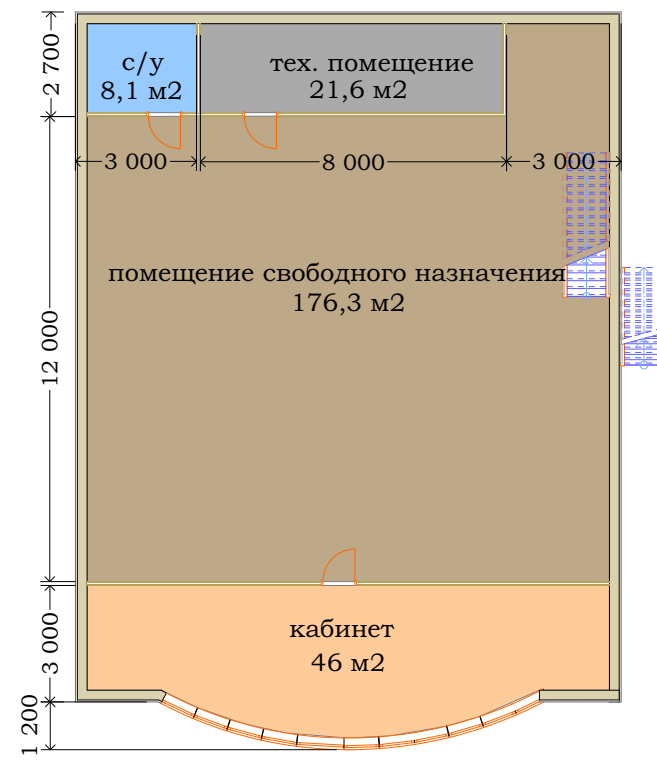 2 700
с/у
8,1 м2
тех. помещение
21,6 м2
3 000
8 000
3 000
помещение свободного назначения
176,3 м2
12 000
кабинет
46 м2
3 000
1 200